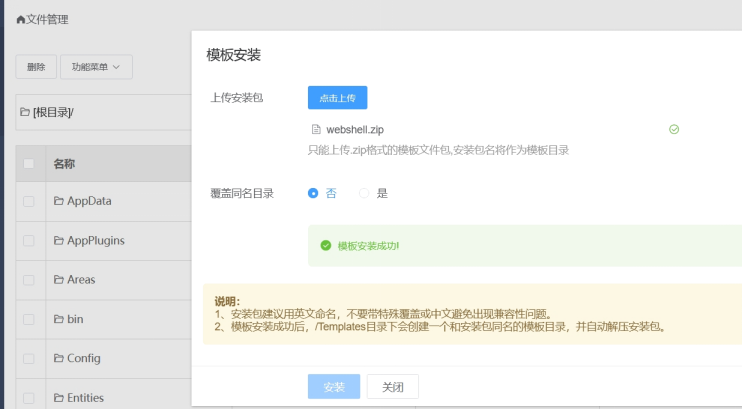 文件管理
删除
功能菜单
[根目录]/
名称
AppData
AppPlugins
Areas
bin
Config
Entities
模板安装
上传安装包
点击上传
webshell.zip
只能上传.zip格式的模板文件包,安装包名将作为模板目录
覆盖同名目录
否
是
模板安装成功!
说明：
1、安装包建议用英文命名，不要带特殊覆盖或中文避免出现兼容性问题。
2、模板安装成功后，/Templates目录下会创建一个和安装包同名的模板目录，并自动解压安装包。
安装
关闭